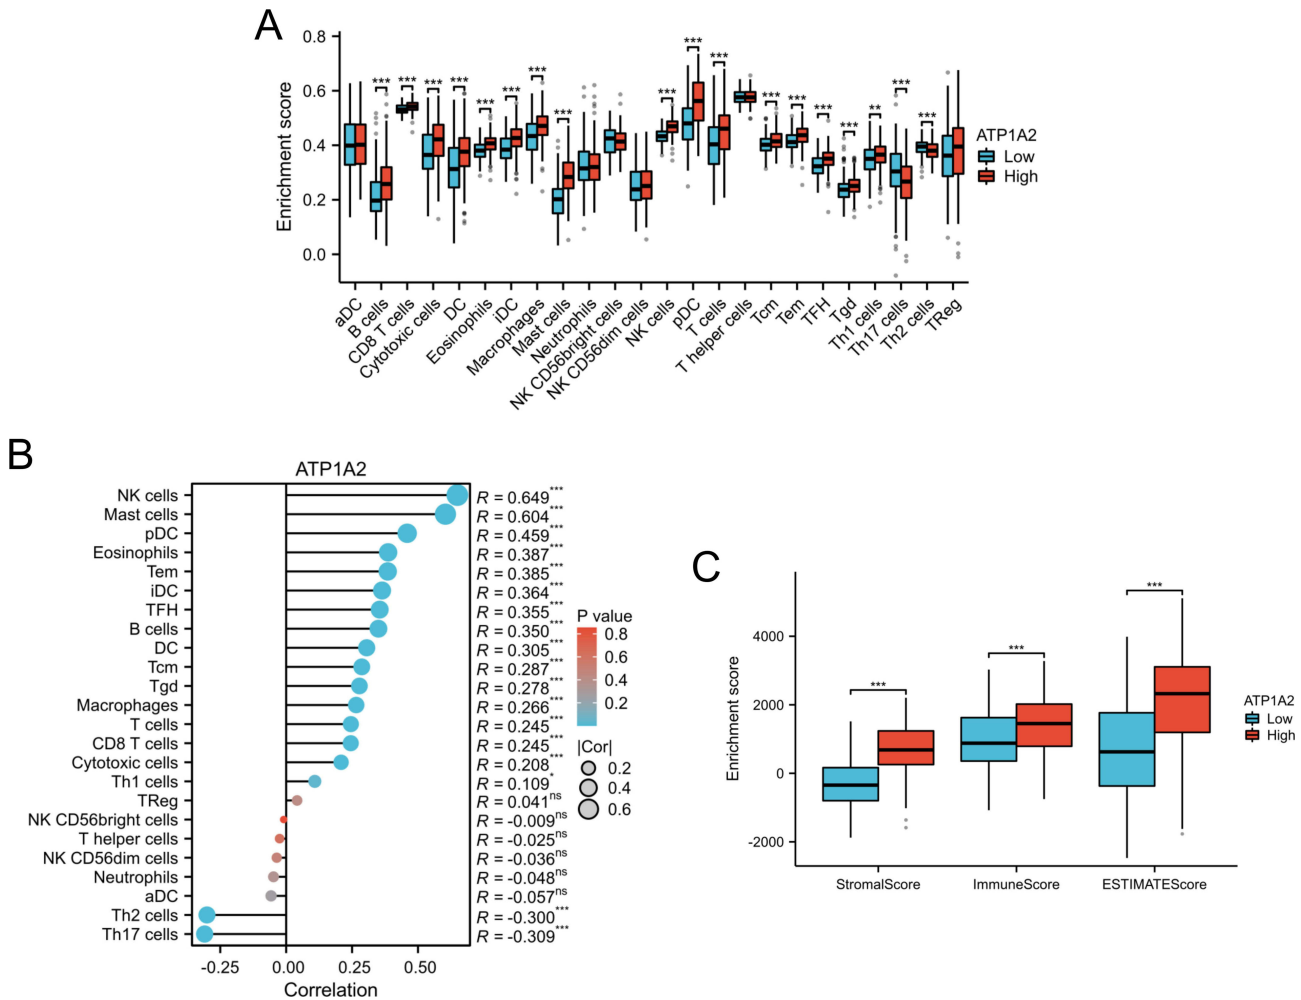 A
0.8
0.6
0.4
0.2
0.0
Enrichment score
*** *** *** *** *** *** *** *** *** *** *** *** *** *** *** ** *** ***
ATP1A2
Low
High
aDC
B cells
CD8 T cells
Cytotoxic cells
DC
Eosinophils
iDC
Macrophages
Mast cells
Neutrophils
NK CD56bright cells
NK CD56dim cells
NK cells
pDC
T cells
T helper cells
Tcm
Tem
TFH
Tgd
Th1 cells
Th17 cells
Th2 cells
TReg
B
ATP1A2
NK cells R = 0.649***
Mast cells R = 0.604***
pDC R = 0.459***
Eosinophils R = 0.387***
Tem R = 0.385***
iDC R = 0.364***
TFH R = 0.355***
B cells R = 0.350***
DC R = 0.305***
Tcm R = 0.287***
Tgd R = 0.278***
Macrophages R = 0.266***
T cells R = 0.245***
CD8 T cells R = 0.245***
Cytotoxic cells R = 0.208***
Th1 cells R = 0.109*
TReg R = 0.041ns
NK CD56bright cells R = -0.009ns
T helper cells R = -0.025ns
NK CD56dim cells R = -0.036ns
Neutrophils R = -0.048ns
aDC R = -0.057ns
Th2 cells R = -0.300***
Th17 cells R = -0.309***
-0.25 0.00 0.25 0.50
Correlation
P value
0.8
0.6
0.4
0.2
|Cor|
0.2
0.4
0.6
C
4000
2000
0
-2000
Enrichment score
***
***
***
StromalScore ImmuneScore ESTIMATEScore
ATP1A2
Low
High